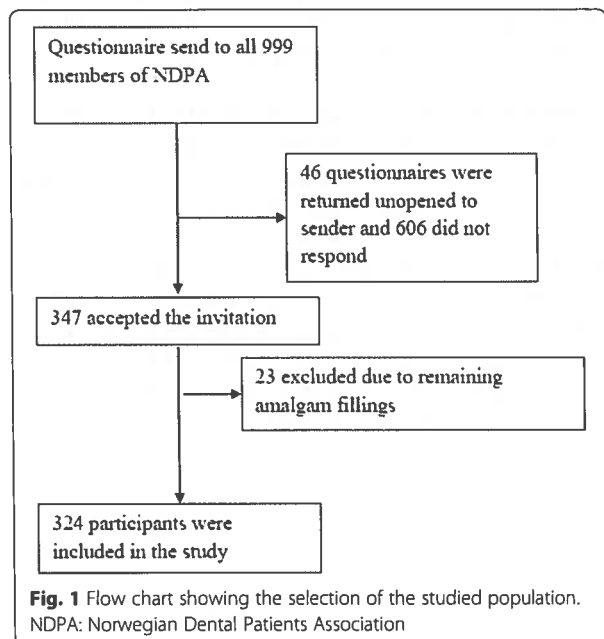 Questionnaire send to all 999
members of NDPA
46 questionnaires were
returned unopened to
sender and 606 did not
respond
347 accepted the invitation
23 excluded due to remaining
amalgam fillings
324 participants were
included in the study
Fig. 1 Flow chart showing the selection of the studied population.
NDPA: Norwegian Dental Patients Association